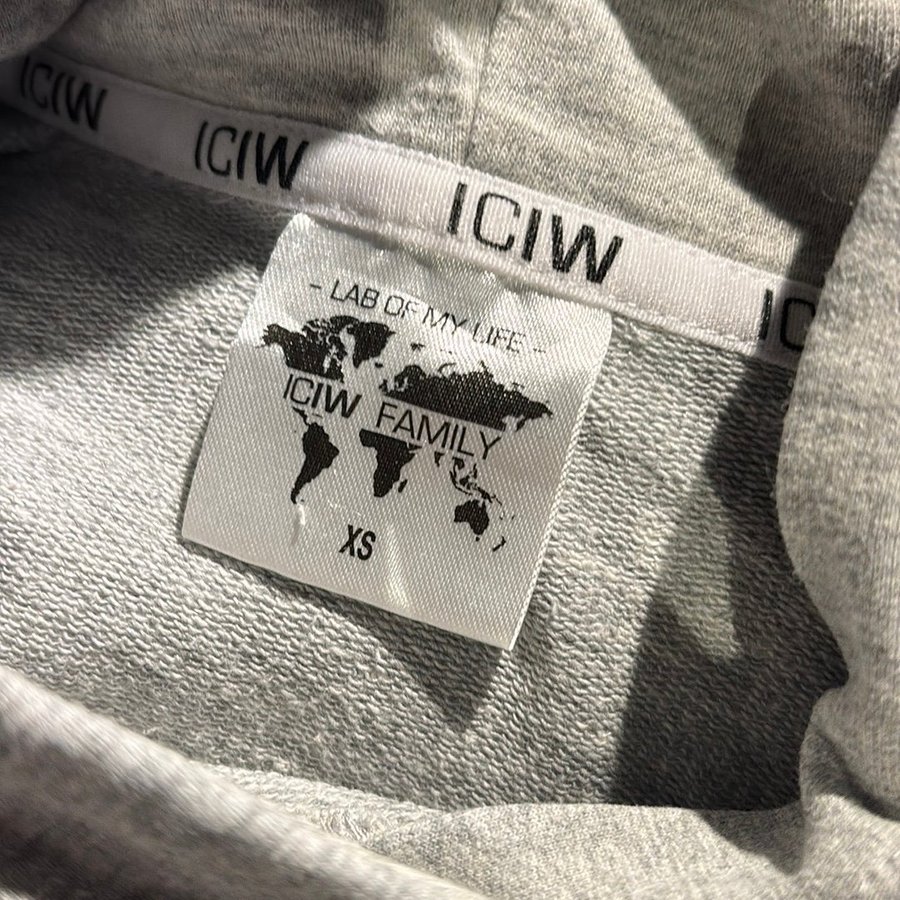 ICIW ICIW ICIW IC
- LAB OF MY LIFE -
ICIW FAMILY
XS